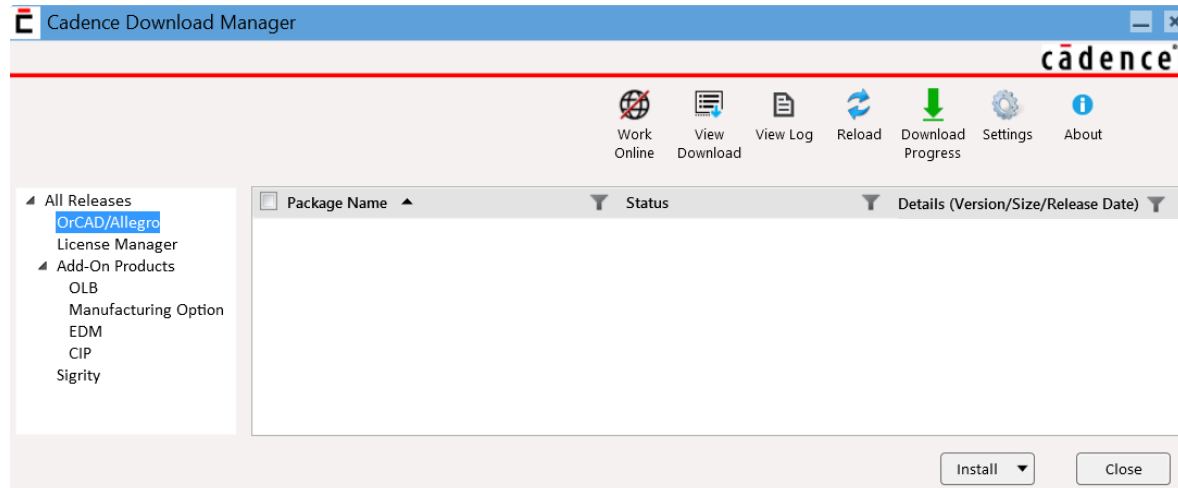 Cadence Download Manager
cādence
Work Online
View Download
View Log
Reload
Download Progress
Settings
About
All Releases
OrCAD/Allegro
License Manager
Add-On Products
OLB
Manufacturing Option
EDM
CIP
Sigrity
Package Name
Status
Details (Version/Size/Release Date)
Install
Close